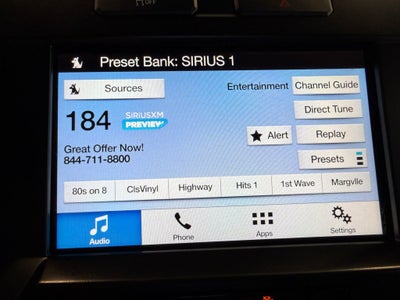 Preset Bank: SIRIUS 1
Sources
Entertainment
Channel Guide
184
SIRIUSXM
PREVIEW
Direct Tune
Great Offer Now!
Alert
Replay
844-711-8800
Presets
80s on 8
ClsVinyl
Highway
Hits 1
1st Wave
Margvlle
Audio
Phone
Apps
Settings